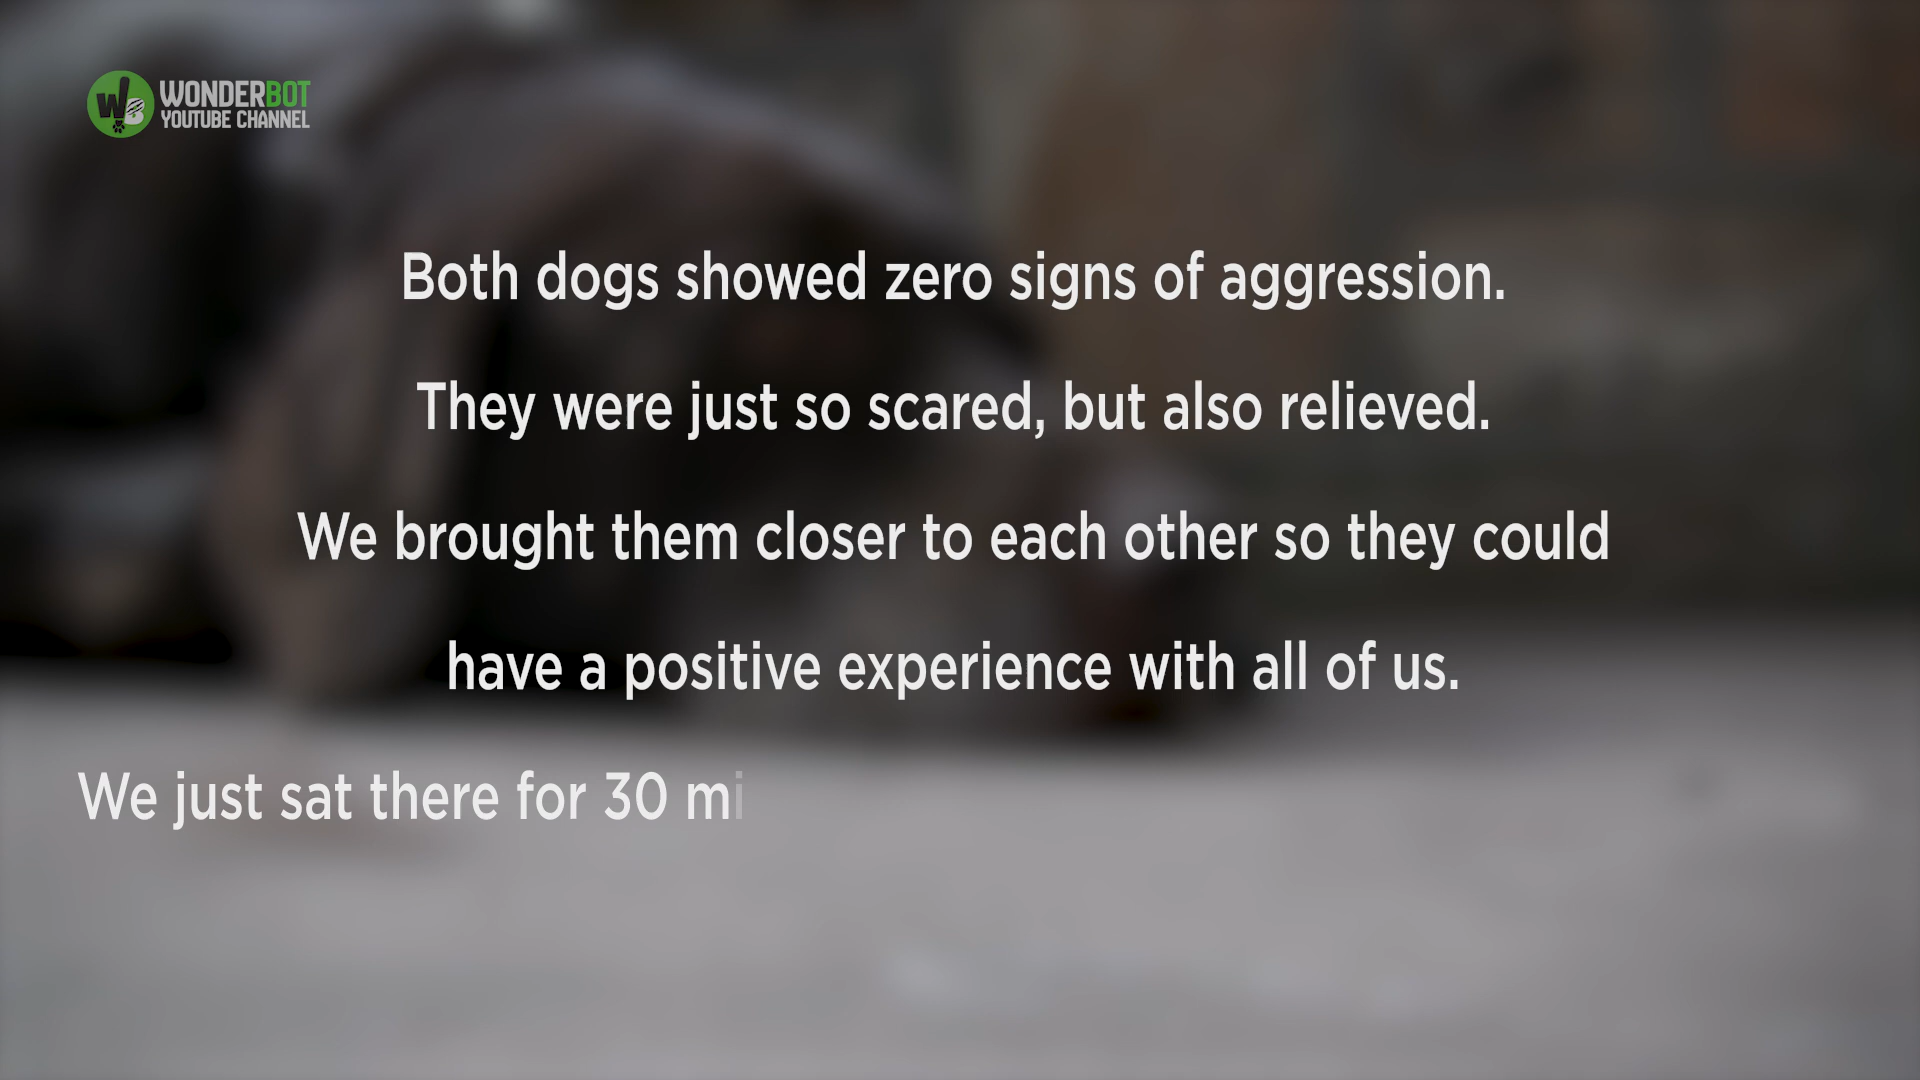 WONDERBOT
YOUTUBE CHANNEL
Both dogs showed zero signs of aggression.
They were just so scared, but also relieved.
We brought them closer to each other so they could
have a positive experience with all of us.
We just sat there for 30 mi